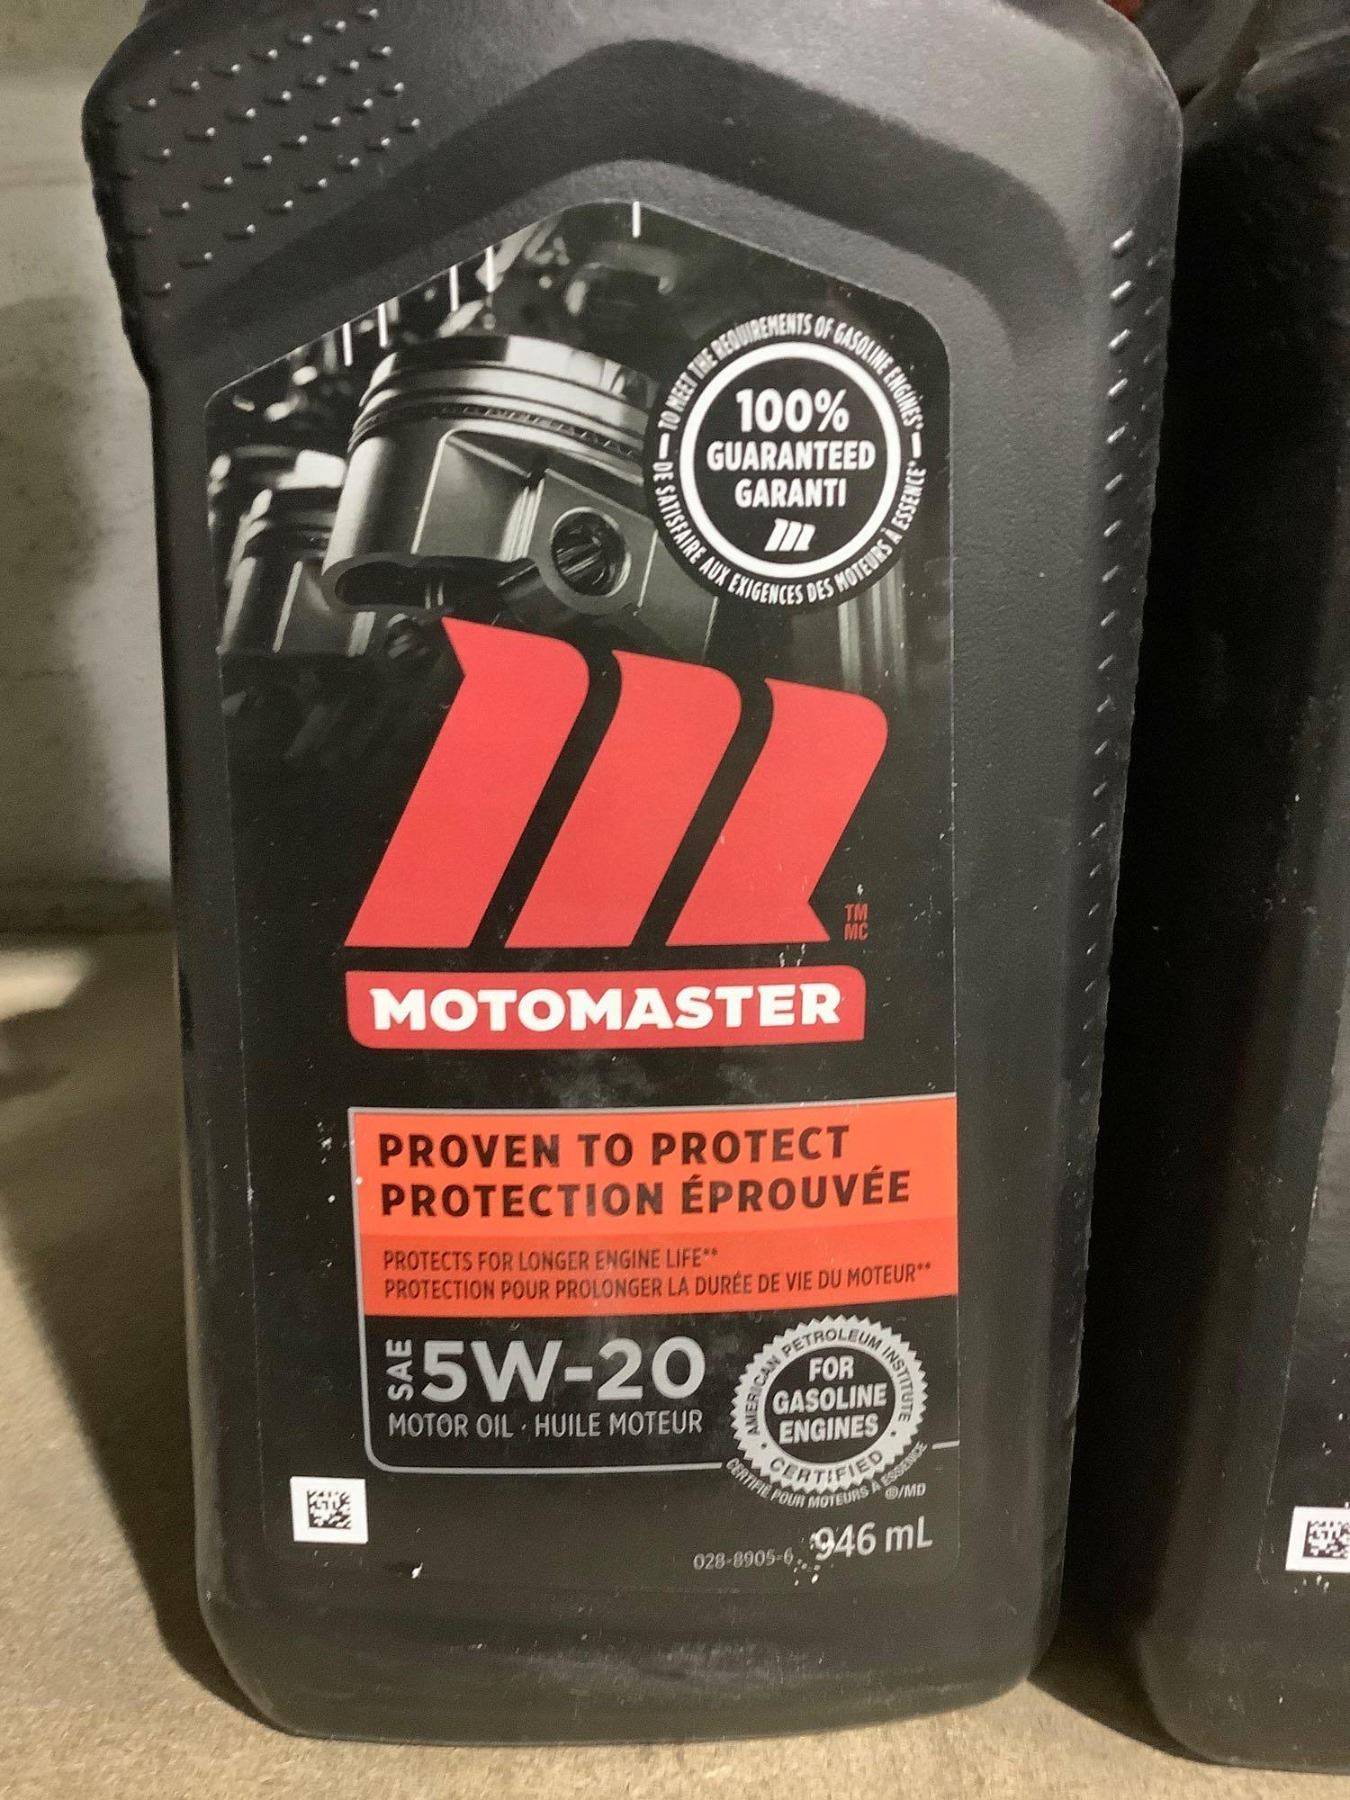 TO MEET THE REQUIREMENTS OF GASOLINE ENGINES*
100%
GUARANTEED
GARANTI
DE SATISFAIRE AUX EXIGENCES DES MOTEURS À ESSENCE*
TM
MC
MOTOMASTER
PROVEN TO PROTECT
PROTECTION ÉPROUVÉE
PROTECTS FOR LONGER ENGINE LIFE**
PROTECTION POUR PROLONGER LA DURÉE DE VIE DU MOTEUR**
SAE 5W-20
MOTOR OIL · HUILE MOTEUR
AMERICAN PETROLEUM INSTITUTE
FOR
GASOLINE
ENGINES
CERTIFIED
CERTIFIÉ POUR MOTEURS À ESSENCE
®/MD
028-8905-6
946 mL